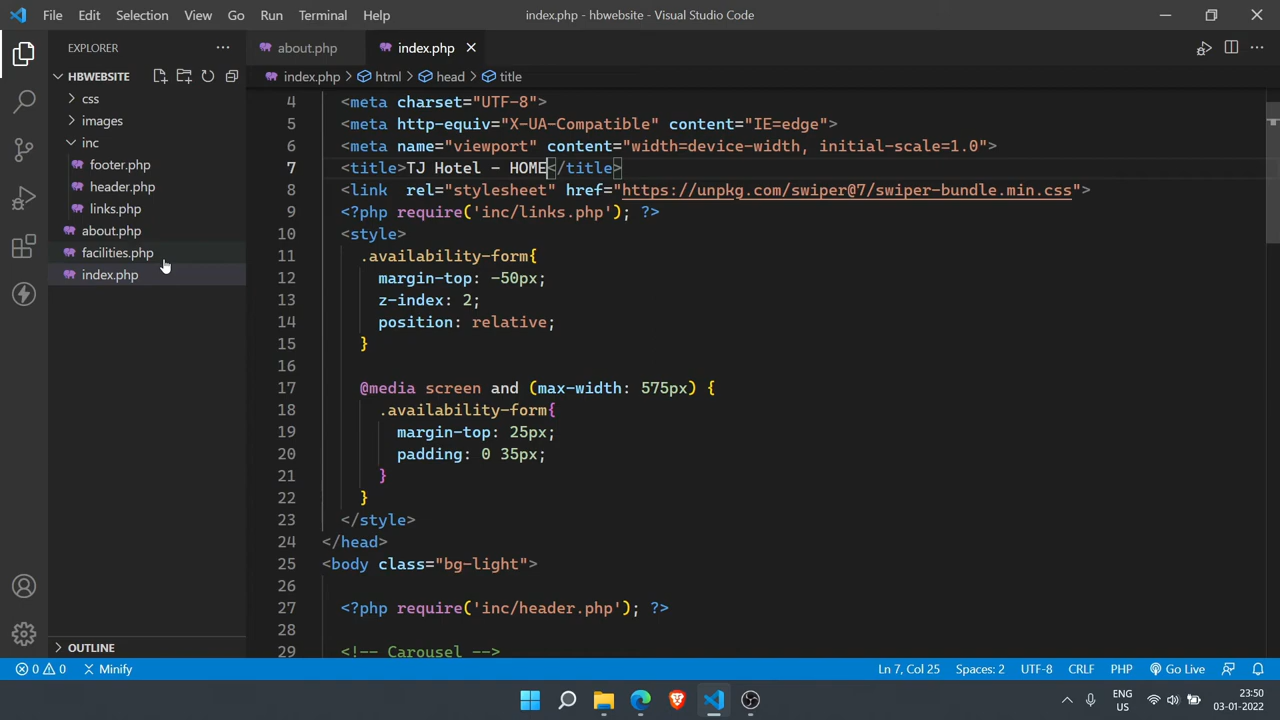 File Edit Selection View Go Run Terminal Help
index.php - hbwebsite - Visual Studio Code
EXPLORER
HBWEBSITE
css
images
inc
footer.php
header.php
links.php
about.php
facilities.php
index.php
OUTLINE
about.php index.php
index.php > html > head > title
4 <meta charset="UTF-8">
5 <meta http-equiv="X-UA-Compatible" content="IE=edge">
6 <meta name="viewport" content="width=device-width, initial-scale=1.0">
7 <title>TJ Hotel - HOME</title>
8 <link  rel="stylesheet" href="https://unpkg.com/swiper@7/swiper-bundle.min.css">
9 <?php require('inc/links.php'); ?>
10 <style>
11 .availability-form{
12 margin-top: -50px;
13 z-index: 2;
14 position: relative;
15 }
16
17 @media screen and (max-width: 575px) {
18 .availability-form{
19 margin-top: 25px;
20 padding: 0 35px;
21 }
22 }
23 </style>
24 </head>
25 <body class="bg-light">
26
27 <?php require('inc/header.php'); ?>
28
29 <!-- Carousel -->
0 0 Minify
Ln 7, Col 25 Spaces: 2 UTF-8 CRLF PHP Go Live
ENG
US
23:50
03-01-2022